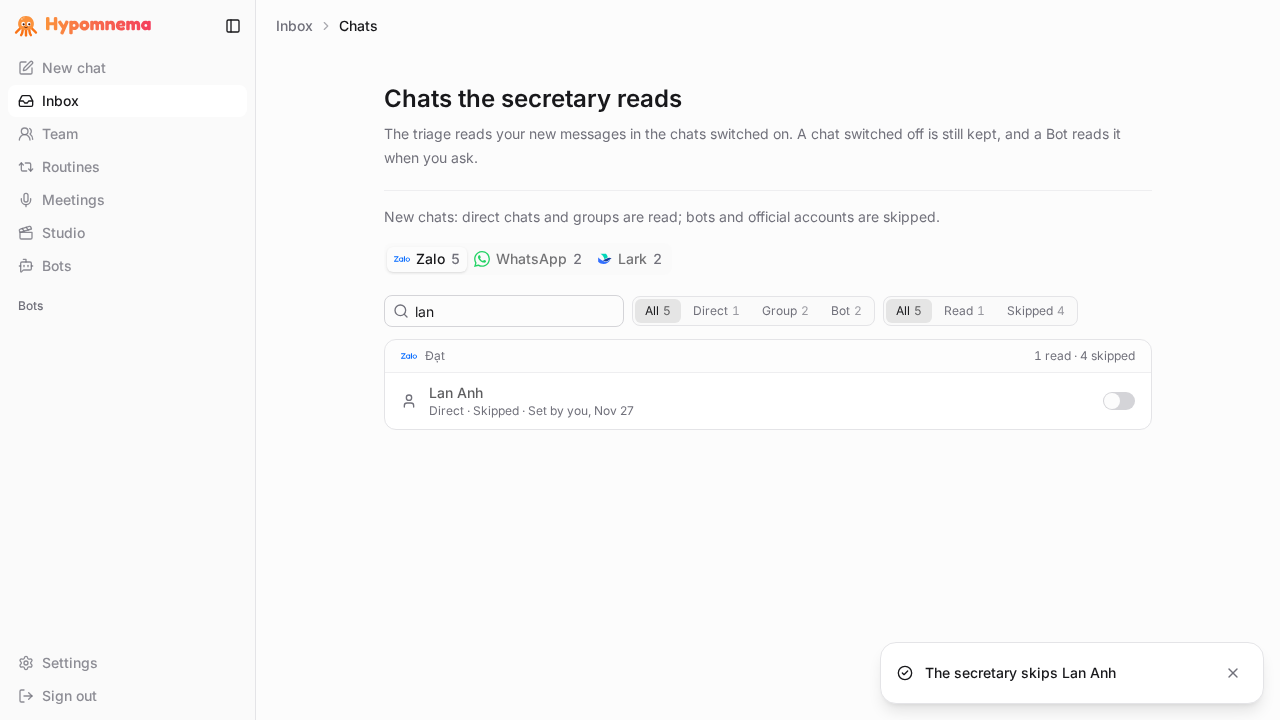 Hypomnema
New chat
Inbox
Team
Routines
Meetings
Studio
Bots
Bots
Settings
Sign out
Inbox > Chats
Chats the secretary reads
The triage reads your new messages in the chats switched on. A chat switched off is still kept, and a Bot reads it
when you ask.
New chats: direct chats and groups are read; bots and official accounts are skipped.
Zalo Zalo 5 WhatsApp 2 Lark 2
lan All 5 Direct 1 Group 2 Bot 2 All 5 Read 1 Skipped 4
Zalo Đạt 1 read · 4 skipped
Lan Anh
Direct · Skipped · Set by you, Nov 27
The secretary skips Lan Anh